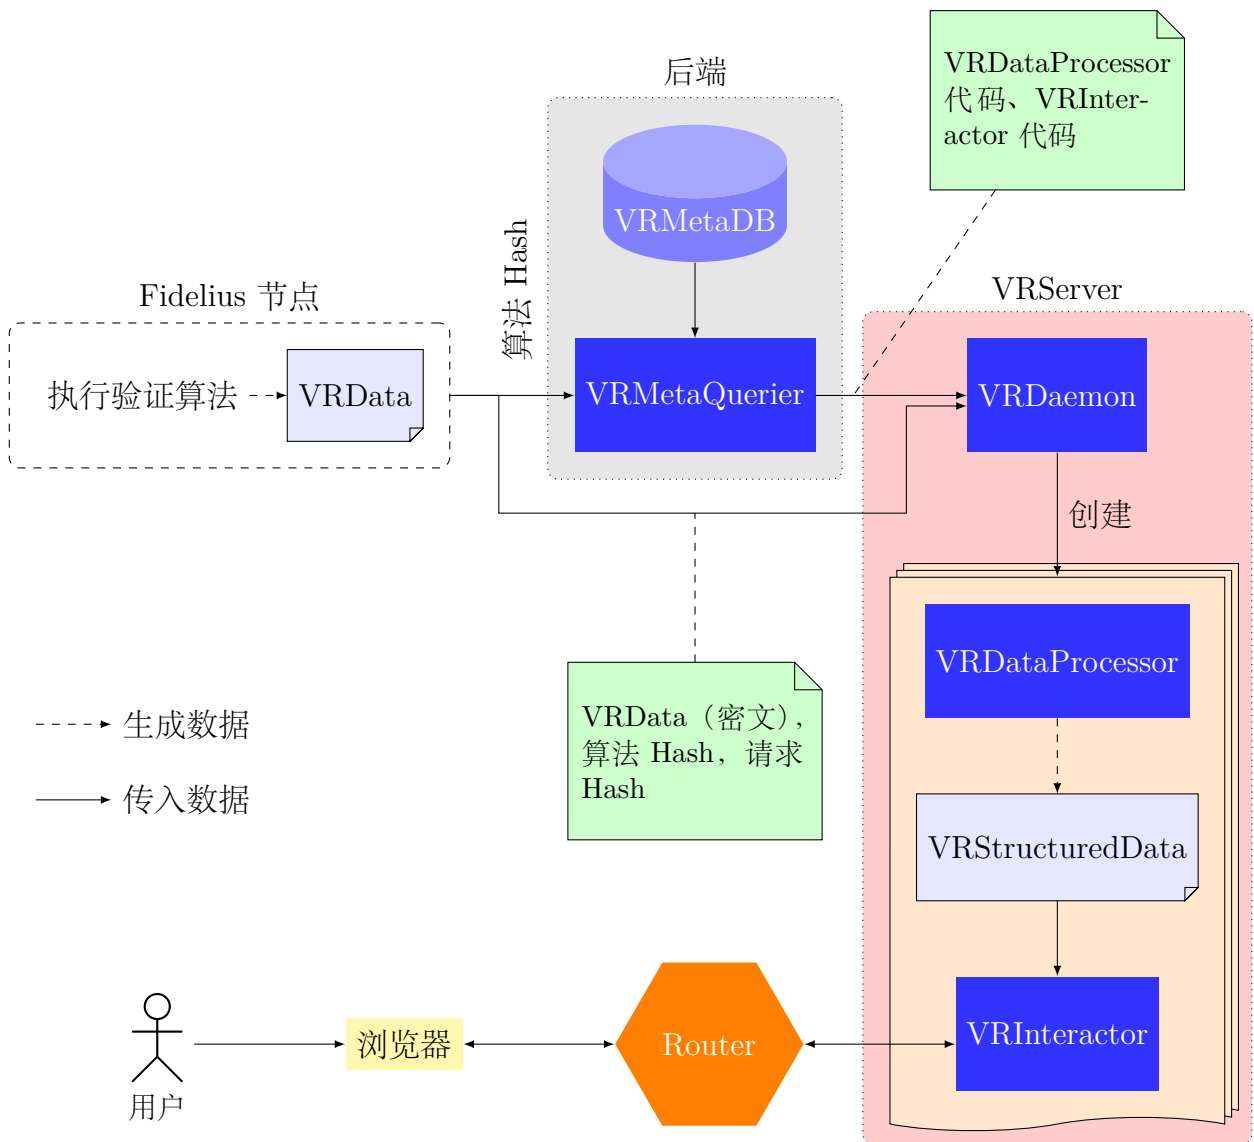 后端
VRDataProcessor
代码、VRInter-
actor 代码
VRMetaDB
算法 Hash
Fidelius 节点
VRServer
执行验证算法
VRData
VRMetaQuerier
VRDaemon
创建
VRDataProcessor
VRData（密文），
算法 Hash，请求
Hash
生成数据
传入数据
VRStructuredData
浏览器
Router
VRInteractor
用户